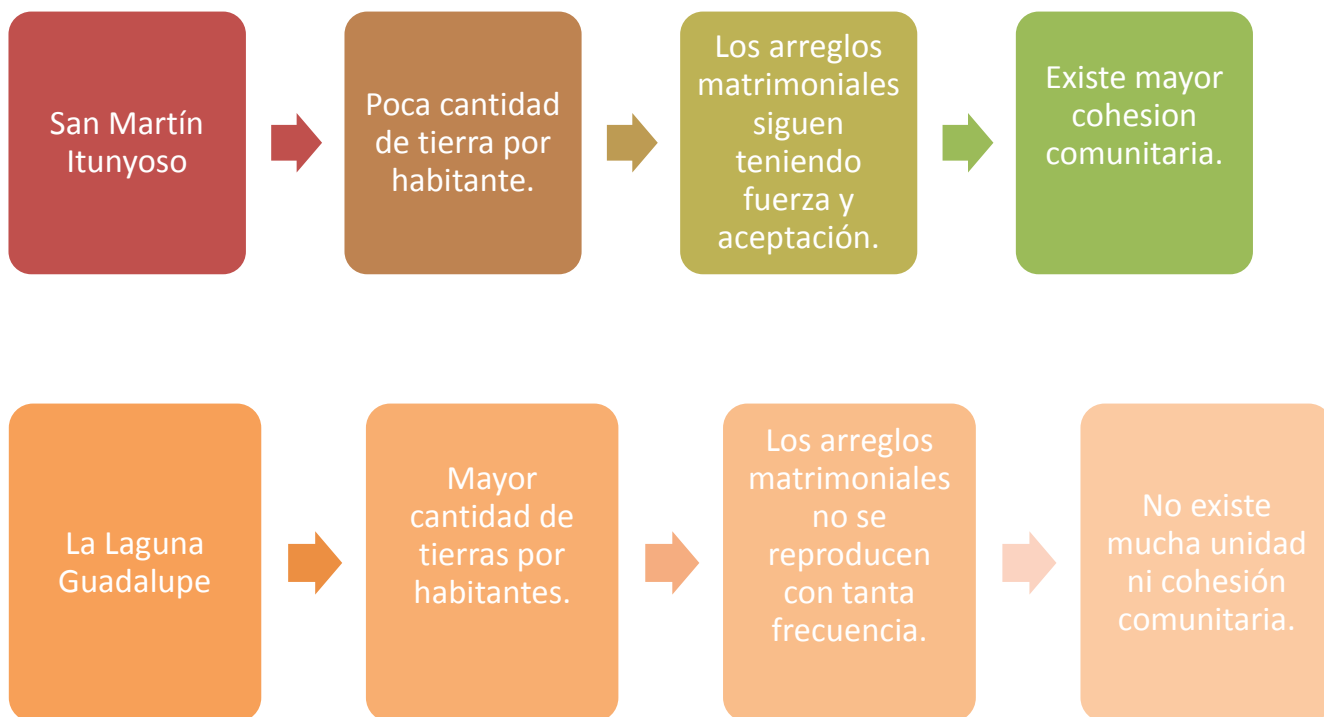 San Martín
Itunyoso
Poca cantidad
de tierra por
habitante.
Los arreglos
matrimoniales
siguen
teniendo
fuerza y
aceptación.
Existe mayor
cohesion
comunitaria.
La Laguna
Guadalupe
Mayor
cantidad de
tierras por
habitantes.
Los arreglos
matrimoniales
no se
reproducen
con tanta
frecuencia.
No existe
mucha unidad
ni cohesión
comunitaria.